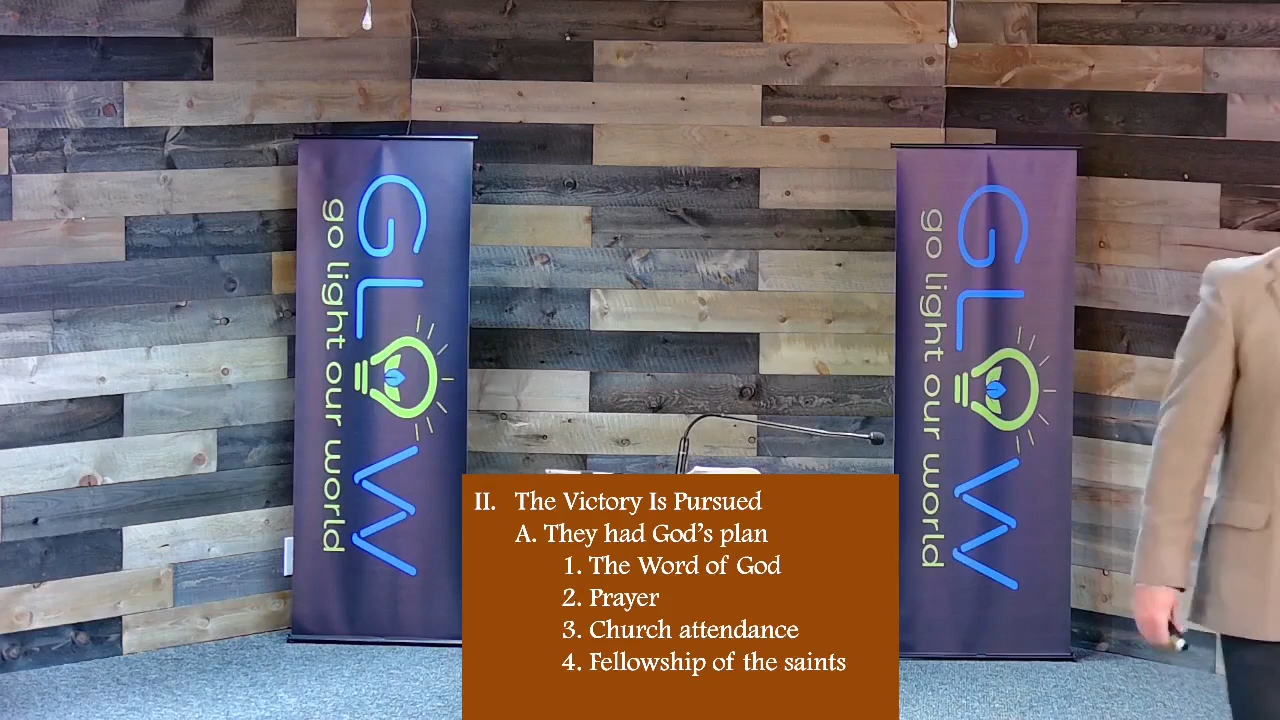 GLOW
go light our world
GLOW
go light our world
II. The Victory Is Pursued
A. They had God's plan
1. The Word of God
2. Prayer
3. Church attendance
4. Fellowship of the saints